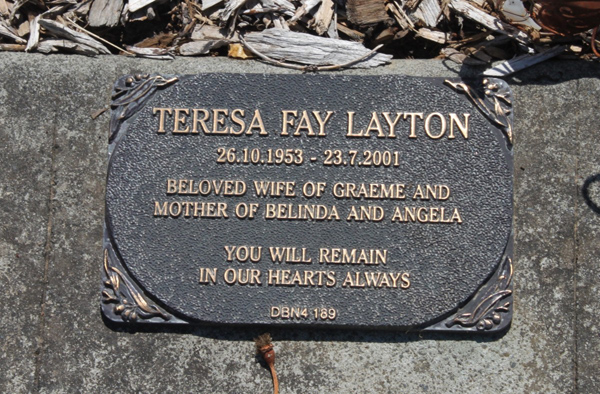 TERESA FAY LAYTON
26.10.1953 - 23.7.2001
BELOVED WIFE OF GRAEME AND
MOTHER OF BELINDA AND ANGELA
YOU WILL REMAIN
IN OUR HEARTS ALWAYS
DBN4 189